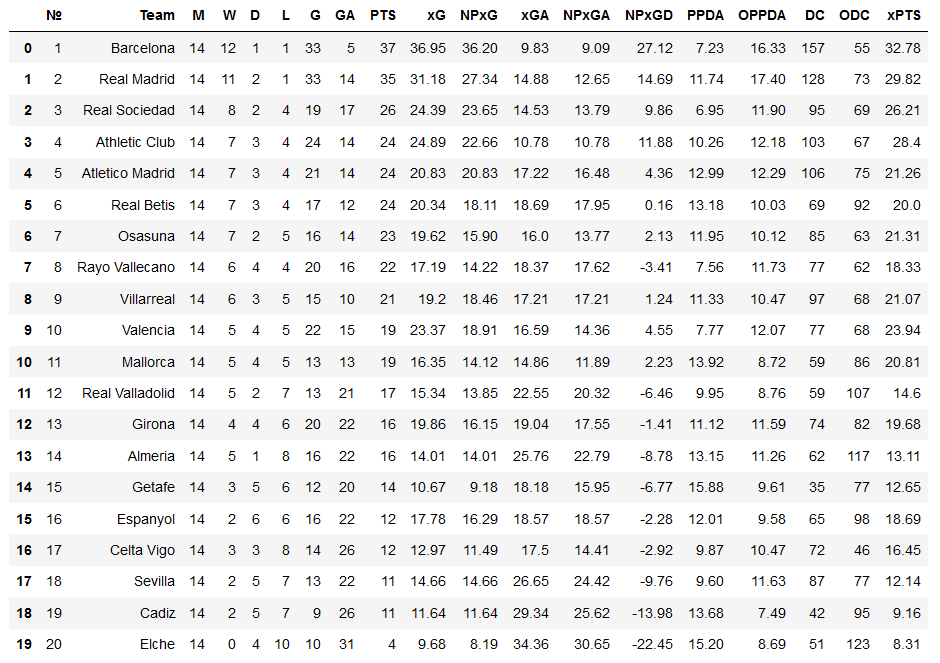 № Team M W D L G GA PTS xG NPxG xGA NPxGA NPxGD PPDA OPPDA DC ODC xPTS
0 1 Barcelona 14 12 1 1 33 5 37 36.95 36.20 9.83 9.09 27.12 7.23 16.33 157 55 32.78
1 2 Real Madrid 14 11 2 1 33 14 35 31.18 27.34 14.88 12.65 14.69 11.74 17.40 128 73 29.82
2 3 Real Sociedad 14 8 2 4 19 17 26 24.39 23.65 14.53 13.79 9.86 6.95 11.90 95 69 26.21
3 4 Athletic Club 14 7 3 4 24 14 24 24.89 22.66 10.78 10.78 11.88 10.26 12.18 103 67 28.4
4 5 Atletico Madrid 14 7 3 4 21 14 24 20.83 20.83 17.22 16.48 4.36 12.99 12.29 106 75 21.26
5 6 Real Betis 14 7 3 4 17 12 24 20.34 18.11 18.69 17.95 0.16 13.18 10.03 69 92 20.0
6 7 Osasuna 14 7 2 5 16 14 23 19.62 15.90 16.0 13.77 2.13 11.95 10.12 85 63 21.31
7 8 Rayo Vallecano 14 6 4 4 20 16 22 17.19 14.22 18.37 17.62 -3.41 7.56 11.73 77 62 18.33
8 9 Villarreal 14 6 3 5 15 10 21 19.2 18.46 17.21 17.21 1.24 11.33 10.47 97 68 21.07
9 10 Valencia 14 5 4 5 22 15 19 23.37 18.91 16.59 14.36 4.55 7.77 12.07 77 68 23.94
10 11 Mallorca 14 5 4 5 13 13 19 16.35 14.12 14.86 11.89 2.23 13.92 8.72 59 86 20.81
11 12 Real Valladolid 14 5 2 7 13 21 17 15.34 13.85 22.55 20.32 -6.46 9.95 8.76 59 107 14.6
12 13 Girona 14 4 4 6 20 22 16 19.86 16.15 19.04 17.55 -1.41 11.12 11.59 74 82 19.68
13 14 Almeria 14 5 1 8 16 22 16 14.01 14.01 25.76 22.79 -8.78 13.15 11.26 62 117 13.11
14 15 Getafe 14 3 5 6 12 20 14 10.67 9.18 18.18 15.95 -6.77 15.88 9.61 35 77 12.65
15 16 Espanyol 14 2 6 6 16 22 12 17.78 16.29 18.57 18.57 -2.28 12.01 9.58 65 98 18.69
16 17 Celta Vigo 14 3 3 8 14 26 12 12.97 11.49 17.5 14.41 -2.92 9.87 10.47 72 46 16.45
17 18 Sevilla 14 2 5 7 13 22 11 14.66 14.66 26.65 24.42 -9.76 9.60 11.63 87 77 12.14
18 19 Cadiz 14 2 5 7 9 26 11 11.64 11.64 29.34 25.62 -13.98 13.68 7.49 42 95 9.16
19 20 Elche 14 0 4 10 10 31 4 9.68 8.19 34.36 30.65 -22.45 15.20 8.69 51 123 8.31